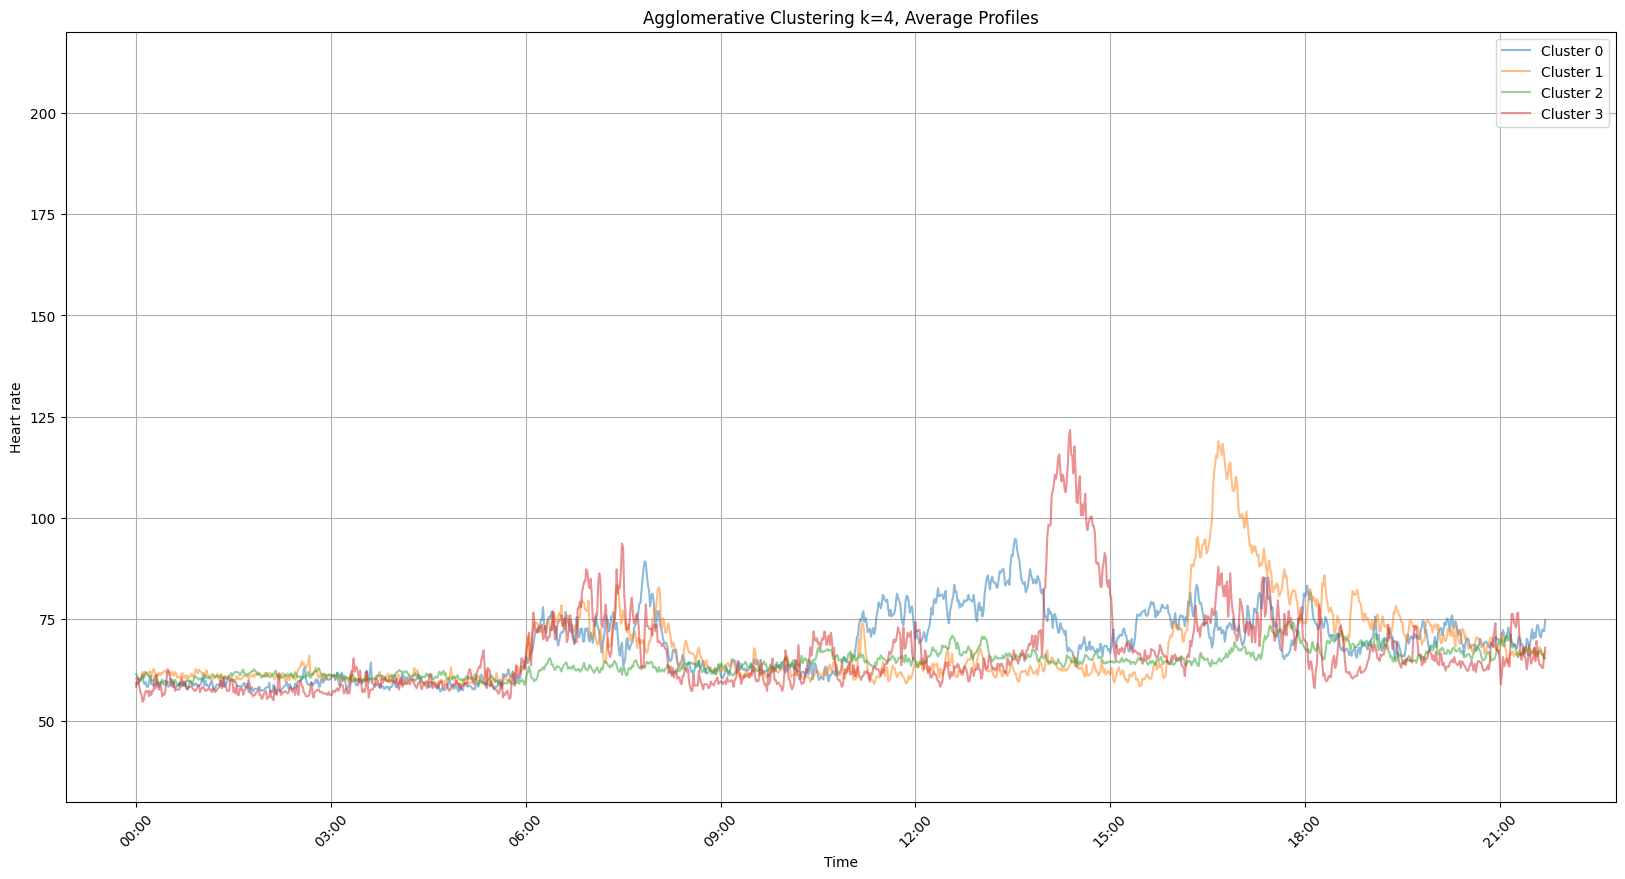 Agglomerative Clustering k=4, Average Profiles
Cluster 0
Cluster 1
Cluster 2
Cluster 3
Heart rate
200
175
150
125
100
75
50
00:00
03:00
06:00
09:00
12:00
15:00
18:00
21:00
Time